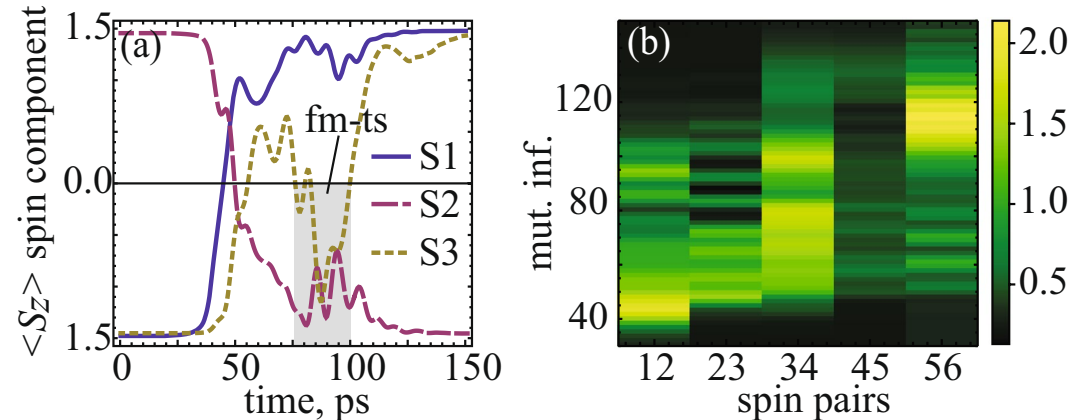 (a)
<Sz> spin component
1.5
0.0
1.5
fm-ts
S1
S2
S3
0 50 100 150
time, ps
(b)
mut. inf.
120
80
40
12 23 34 45 56
spin pairs
2.0
1.5
1.0
0.5